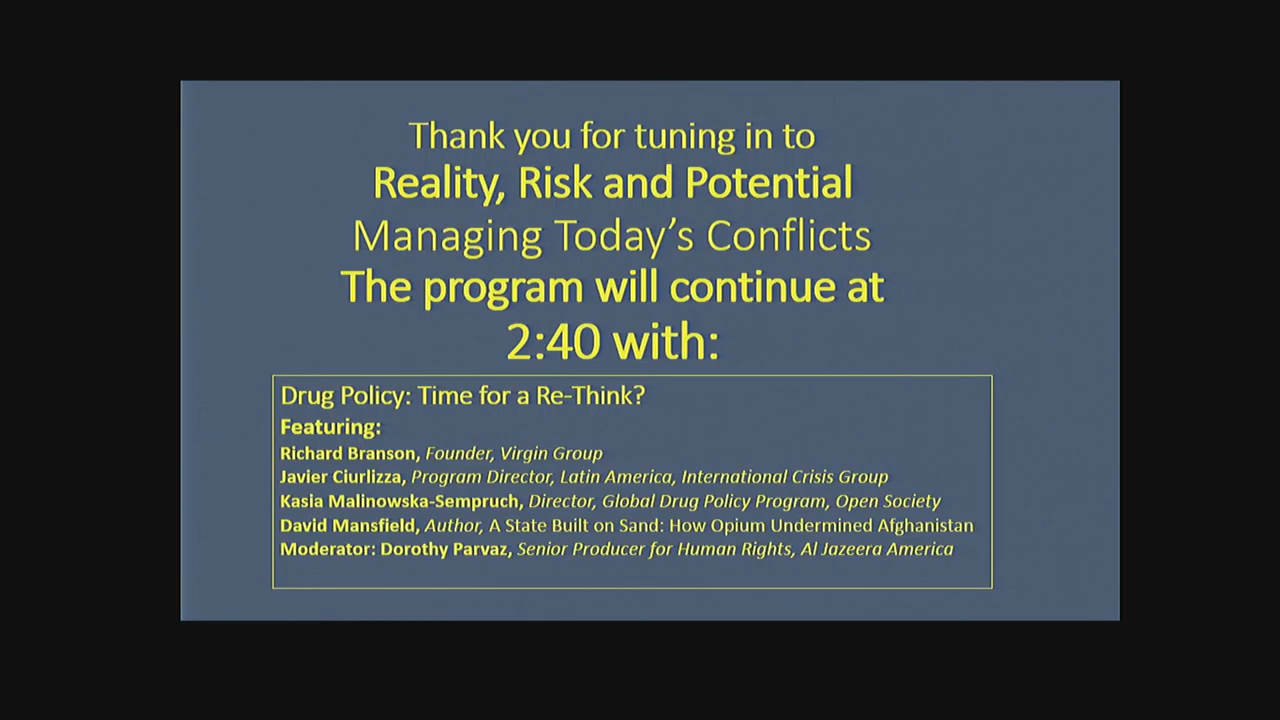 Thank you for tuning in to
Reality, Risk and Potential
Managing Today’s Conflicts
The program will continue at
2:40 with:
Drug Policy: Time for a Re-Think?
Featuring:
Richard Branson, Founder, Virgin Group
Javier Ciurlizza, Program Director, Latin America, International Crisis Group
Kasia Malinowska-Sempruch, Director, Global Drug Policy Program, Open Society
David Mansfield, Author, A State Built on Sand: How Opium Undermined Afghanistan
Moderator: Dorothy Parvaz, Senior Producer for Human Rights, Al Jazeera America